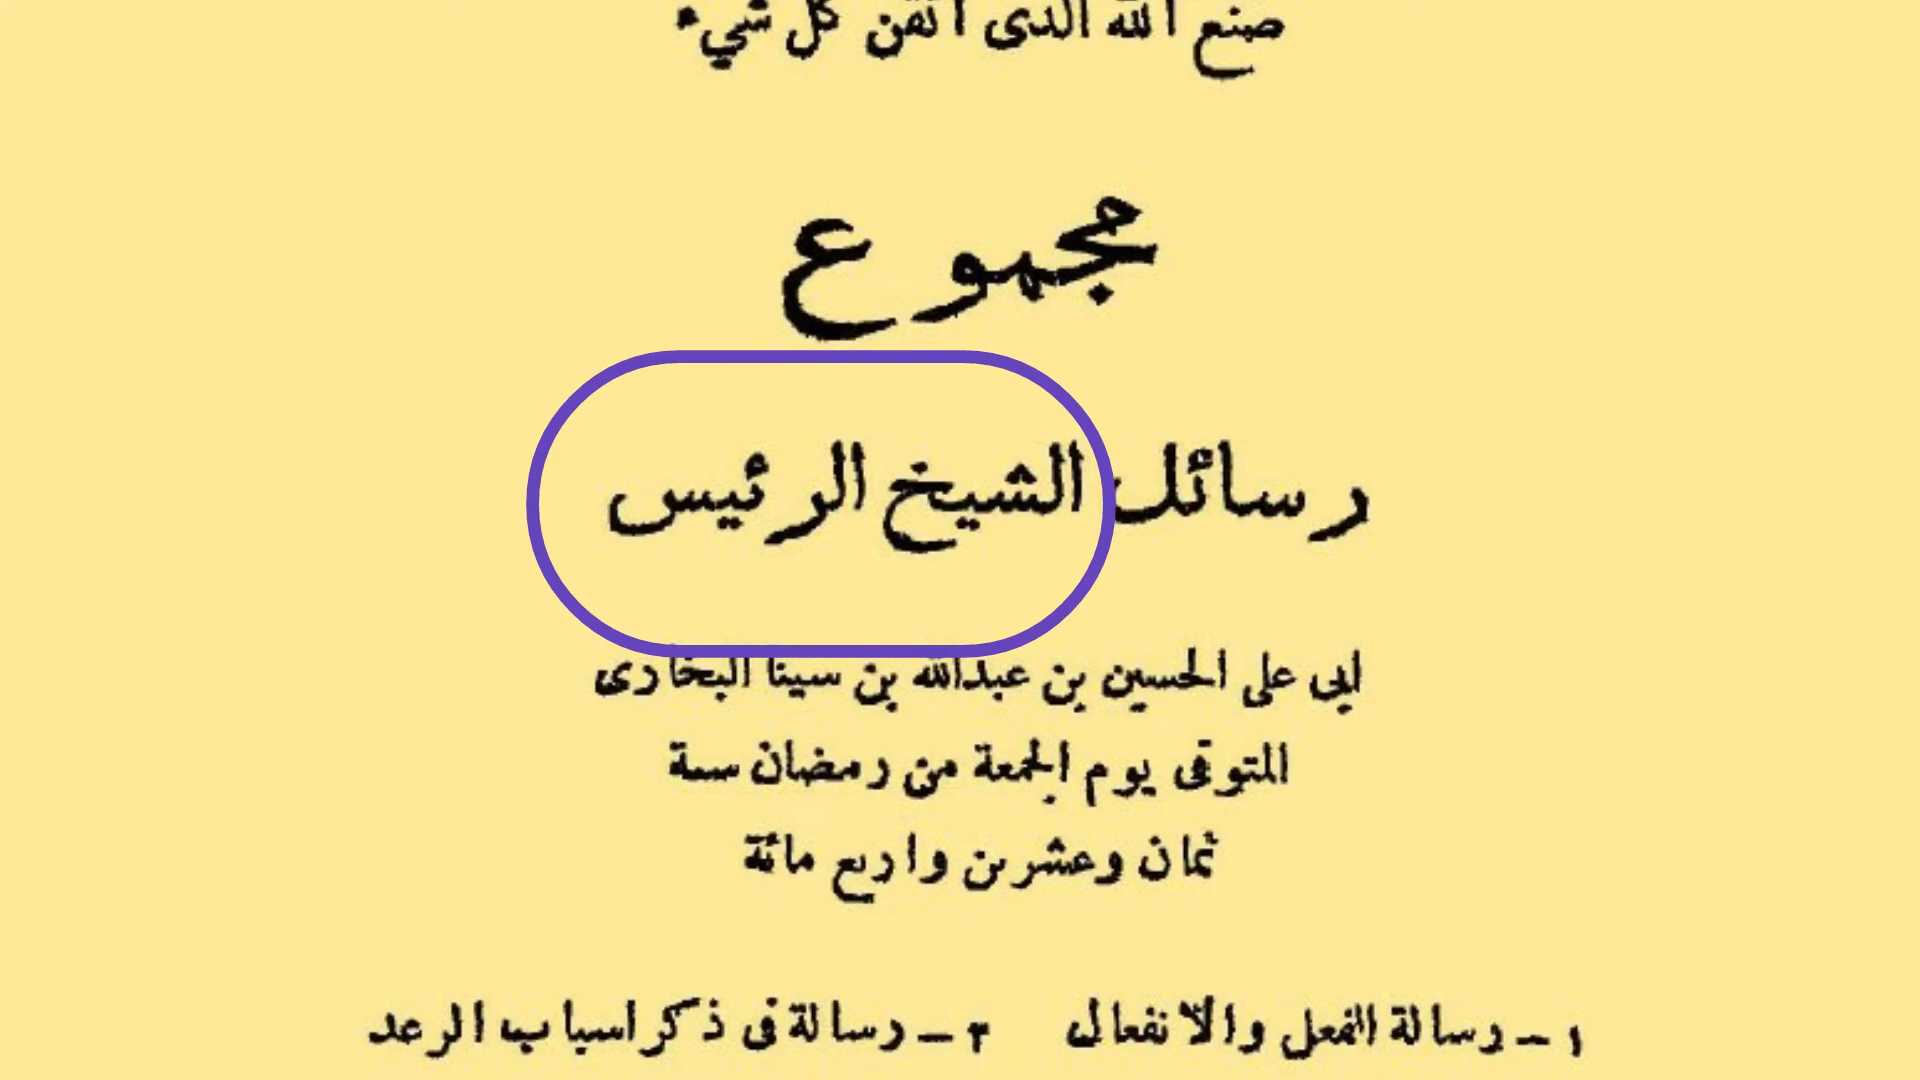 صنع الله الذى اتقن كل شيء
مجموع
رسائل الشيخ الرئيس
ابى على الحسين بن عبدالله بن سينا البخارى
المتوفى يوم الجمعة من رمضان سنة
ثمان وعشرين واربع مائة
١ – رسالة الفعل والانفعال ٢ – رسالة فى ذكر اسباب الرعد